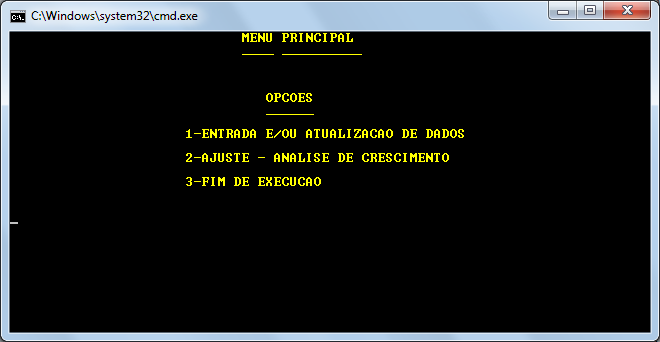 C:\Windows\system32\cmd.exe
MENU PRINCIPAL
OPCOES
1-ENTRADA E/OU ATUALIZACAO DE DADOS
2-AJUSTE - ANALISE DE CRESCIMENTO
3-FIM DE EXECUCAO